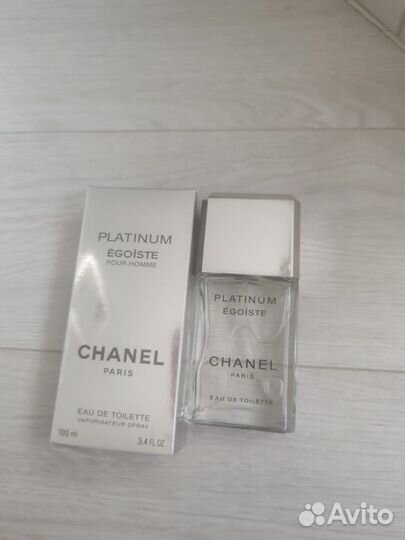 PLATINUM
ÉGOÏSTE
POUR HOMME
CHANEL
PARIS
EAU DE TOILETTE
VAPORISATEUR SPRAY
100 ml
3.4 FL.OZ.
PLATINUM
ÉGOÏSTE
CHANEL
PARIS
EAU DE TOILETTE
Avito